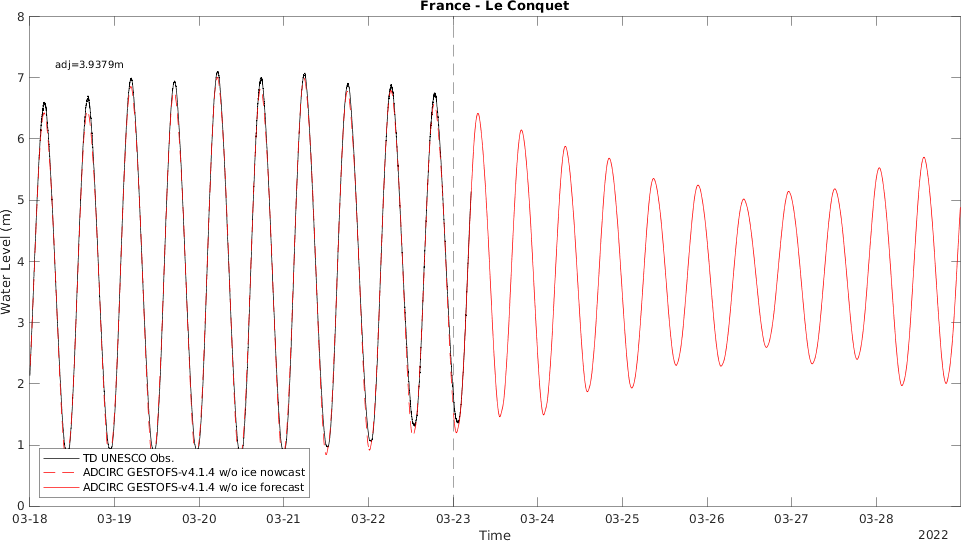 France - Le Conquet
8
7
6
5
4
3
2
1
0
adj=3.9379m
Water Level (m)
TD UNESCO Obs.
ADCIRC GESTOFS-v4.1.4 w/o ice nowcast
ADCIRC GESTOFS-v4.1.4 w/o ice forecast
03-18 03-19 03-20 03-21 03-22 03-23 03-24 03-25 03-26 03-27 03-28
Time
2022